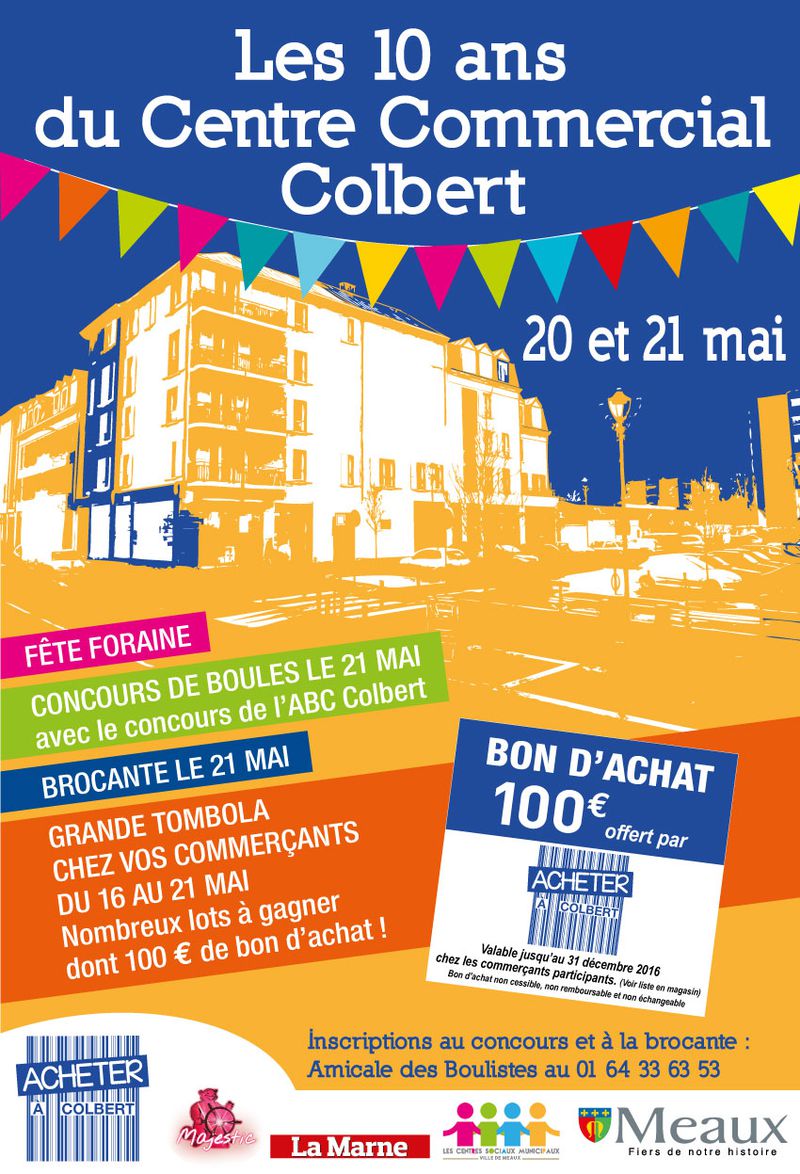 Les 10 ans
du Centre Commercial
Colbert
20 et 21 mai
FÊTE FORAINE
CONCOURS DE BOULES LE 21 MAI
avec le concours de l'ABC Colbert
BROCANTE LE 21 MAI
GRANDE TOMBOLA
CHEZ VOS COMMERÇANTS
DU 16 AU 21 MAI
Nombreux lots à gagner
dont 100 € de bon d'achat !
BON D'ACHAT
100€
offert par
ACHETER
À COLBERT
Valable jusqu'au 31 décembre 2016
chez les commerçants participants. (Voir liste en magasin)
Bon d'achat non cessible, non remboursable et non échangeable
Inscriptions au concours et à la brocante :
Amicale des Boulistes au 01 64 33 63 53
ACHETER
À COLBERT
Majestic
La Marne
LES CENTRES SOCIAUX MUNICIPAUX
VILLE DE MEAUX
Meaux
Fiers de notre histoire